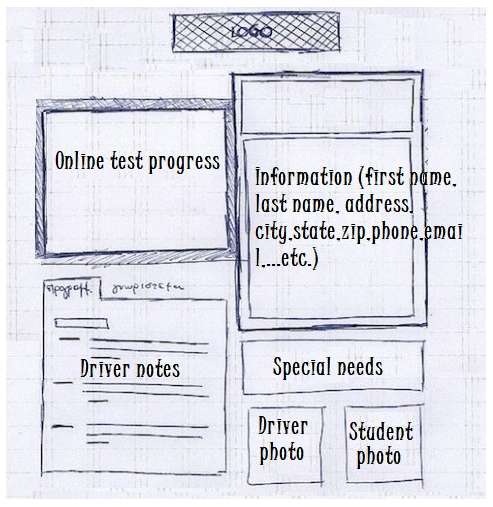 LOGO
Online test progress
Information (first name,
last name, address,
city,state,zip,phone,emai
l,...etc.)
Driver notes
Special needs
Driver
photo
Student
photo